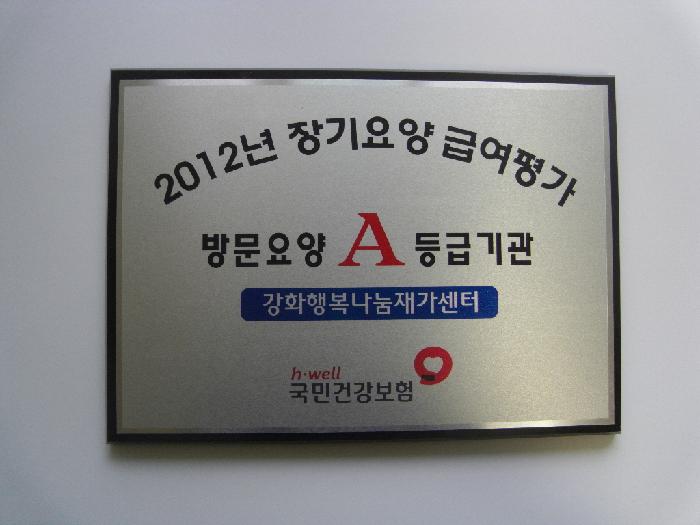 2012년 장기요양 급여평가
방문요양 A 등급기관
강화행복나눔재가센터
h·well
국민건강보험